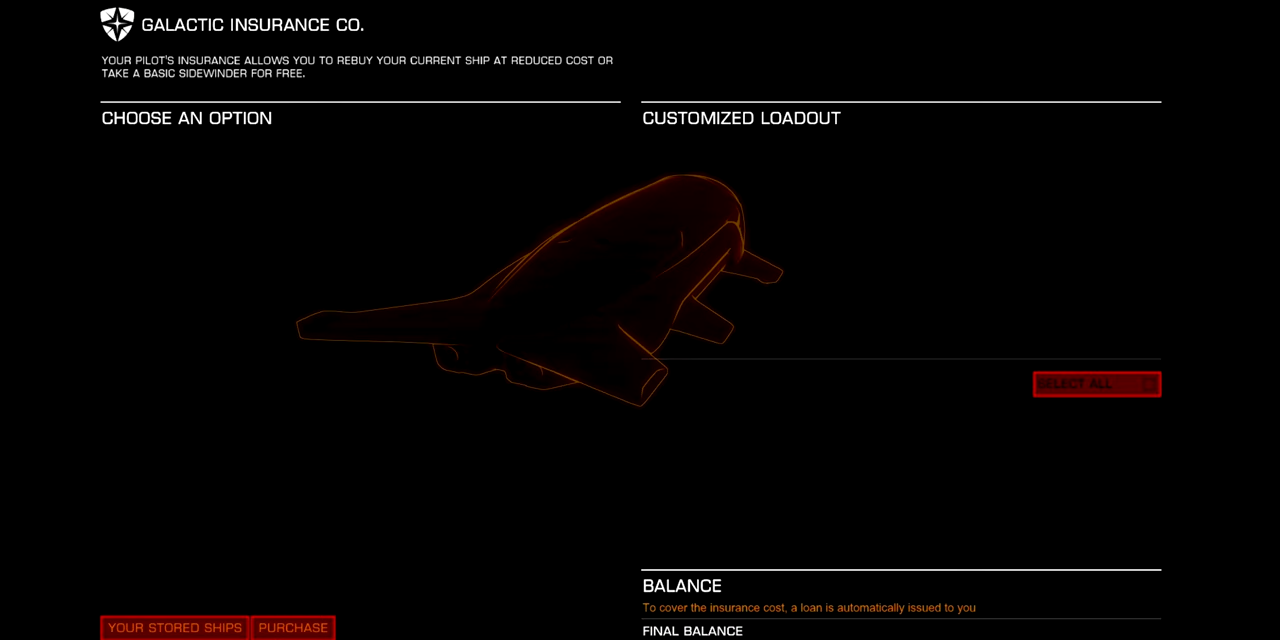 GALACTIC INSURANCE CO.
YOUR PILOT'S INSURANCE ALLOWS YOU TO REBUY YOUR CURRENT SHIP AT REDUCED COST OR
TAKE A BASIC SIDEWINDER FOR FREE.
CHOOSE AN OPTION
CUSTOMIZED LOADOUT
SELECT ALL
BALANCE
To cover the insurance cost, a loan is automatically issued to you
FINAL BALANCE
YOUR STORED SHIPS
PURCHASE